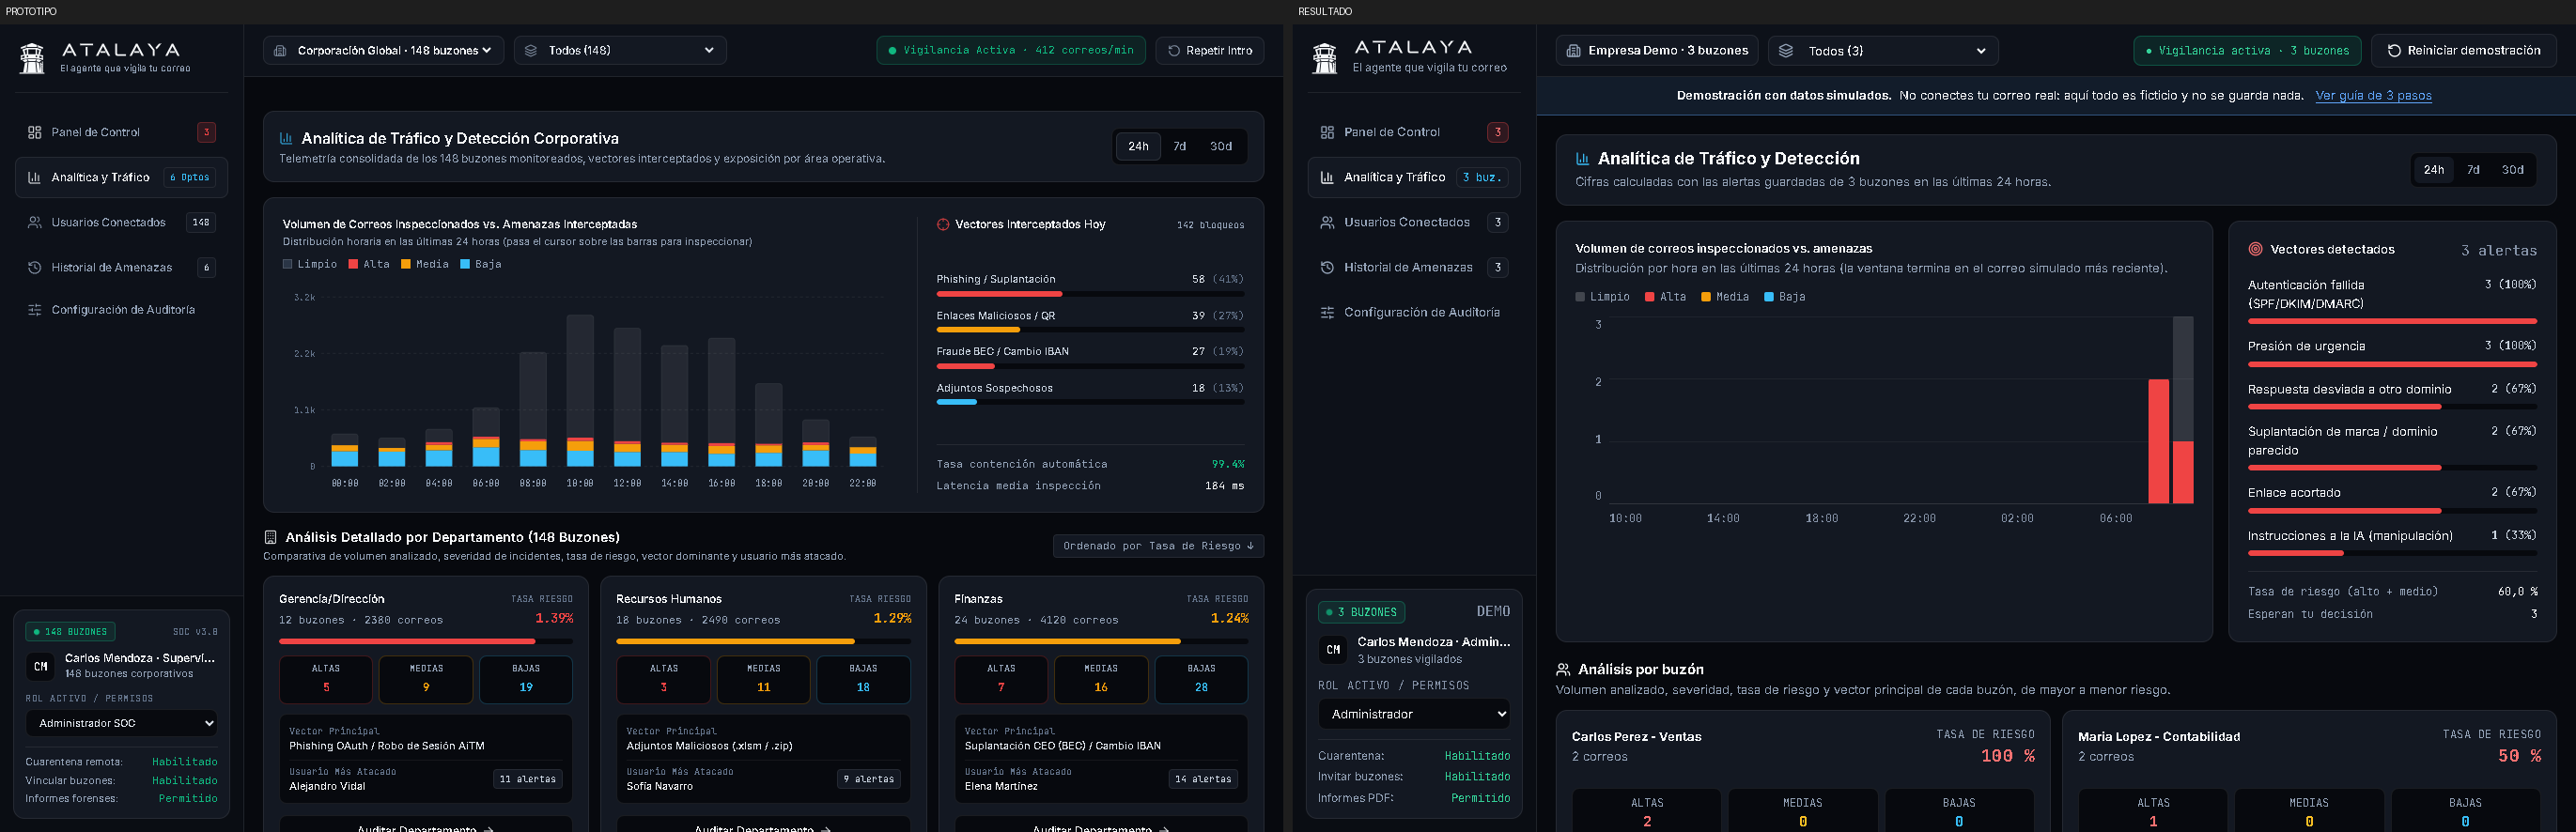 PROTOTIPO
ATALAYA
El agente que vigila tu correo
Panel de Control 3
Analítica y Tráfico 6 Dptos
Usuarios Conectados 148
Historial de Amenazas 6
Configuración de Auditoría
148 BUZONES SOC v3.8
CM Carlos Mendoza · Supervi...
148 buzones corporativos
ROL ACTIVO / PERMISOS
Administrador SOC
Cuarentena remota: Habilitado
Vincular buzones: Habilitado
Informes forenses: Permitido
Corporación Global · 148 buzones
Todos (148)
Vigilancia Activa · 412 correos/min
Repetir Intro
Analítica de Tráfico y Detección Corporativa
Telemetría consolidada de los 148 buzones monitoreados, vectores interceptados y exposición por área operativa.
24h 7d 30d
Volumen de Correos Inspeccionados vs. Amenazas Interceptadas
Distribución horaria en las últimas 24 horas (pasa el cursor sobre las barras para inspeccionar)
Limpio Alta Media Baja
3.2k
2.2k
1.1k
0
00:00 02:00 04:00 06:00 08:00 10:00 12:00 14:00 16:00 18:00 20:00 22:00
Vectores Interceptados Hoy 142 bloqueos
Phishing / Suplantación 58 (41%)
Enlaces Maliciosos / QR 39 (27%)
Fraude BEC / Cambio IBAN 27 (19%)
Adjuntos Sospechosos 18 (13%)
Tasa contención automática 99.4%
Latencia media inspección 184 ms
Análisis Detallado por Departamento (148 Buzones)
Comparativa de volumen analizado, severidad de incidentes, tasa de riesgo, vector dominante y usuario más atacado.
Ordenado por Tasa de Riesgo ↓
Gerencia/Dirección TASA RIESGO
12 buzones · 2380 correos 1.39%
ALTAS MEDIAS BAJAS
5 9 19
Vector Principal
Phishing OAuth / Robo de Sesión AiTM
Usuario Más Atacado
Alejandro Vidal 11 alertas
Auditar Departamento →
Recursos Humanos TASA RIESGO
18 buzones · 2490 correos 1.29%
ALTAS MEDIAS BAJAS
3 11 18
Vector Principal
Adjuntos Maliciosos (.xlsm / .zip)
Usuario Más Atacado
Sofía Navarro 9 alertas
Auditar Departamento →
Finanzas TASA RIESGO
24 buzones · 4120 correos 1.24%
ALTAS MEDIAS BAJAS
7 16 28
Vector Principal
Suplantación CEO (BEC) / Cambio IBAN
Usuario Más Atacado
Elena Martínez 14 alertas
Auditar Departamento →
RESULTADO
ATALAYA
El agente que vigila tu correo
Panel de Control 3
Analítica y Tráfico 3 buz.
Usuarios Conectados 3
Historial de Amenazas 3
Configuración de Auditoría
3 BUZONES DEMO
CM Carlos Mendoza · Admin...
3 buzones vigilados
ROL ACTIVO / PERMISOS
Administrador
Cuarentena: Habilitado
Invitar buzones: Habilitado
Informes PDF: Permitido
Empresa Demo · 3 buzones
Todos (3)
Vigilancia activa · 3 buzones
Reiniciar demostración
Demostración con datos simulados. No conectes tu correo real: aquí todo es ficticio y no se guarda nada. Ver guía de 3 pasos
Analítica de Tráfico y Detección
Cifras calculadas con las alertas guardadas de 3 buzones en las últimas 24 horas.
24h 7d 30d
Volumen de correos inspeccionados vs. amenazas
Distribución por hora en las últimas 24 horas (la ventana termina en el correo simulado más reciente).
Limpio Alta Media Baja
3
2
1
0
10:00 14:00 18:00 22:00 02:00 06:00
Vectores detectados 3 alertas
Autenticación fallida (SPF/DKIM/DMARC) 3 (100%)
Presión de urgencia 3 (100%)
Respuesta desviada a otro dominio 2 (67%)
Suplantación de marca / dominio parecido 2 (67%)
Enlace acortado 2 (67%)
Instrucciones a la IA (manipulación) 1 (33%)
Tasa de riesgo (alto + medio) 60,0 %
Esperan tu decisión 3
Análisis por buzón
Volumen analizado, severidad, tasa de riesgo y vector principal de cada buzón, de mayor a menor riesgo.
Carlos Perez - Ventas TASA DE RIESGO
2 correos 100 %
ALTAS MEDIAS BAJAS
2 0 0
Maria Lopez - Contabilidad TASA DE RIESGO
2 correos 50 %
ALTAS MEDIAS BAJAS
1 0 0